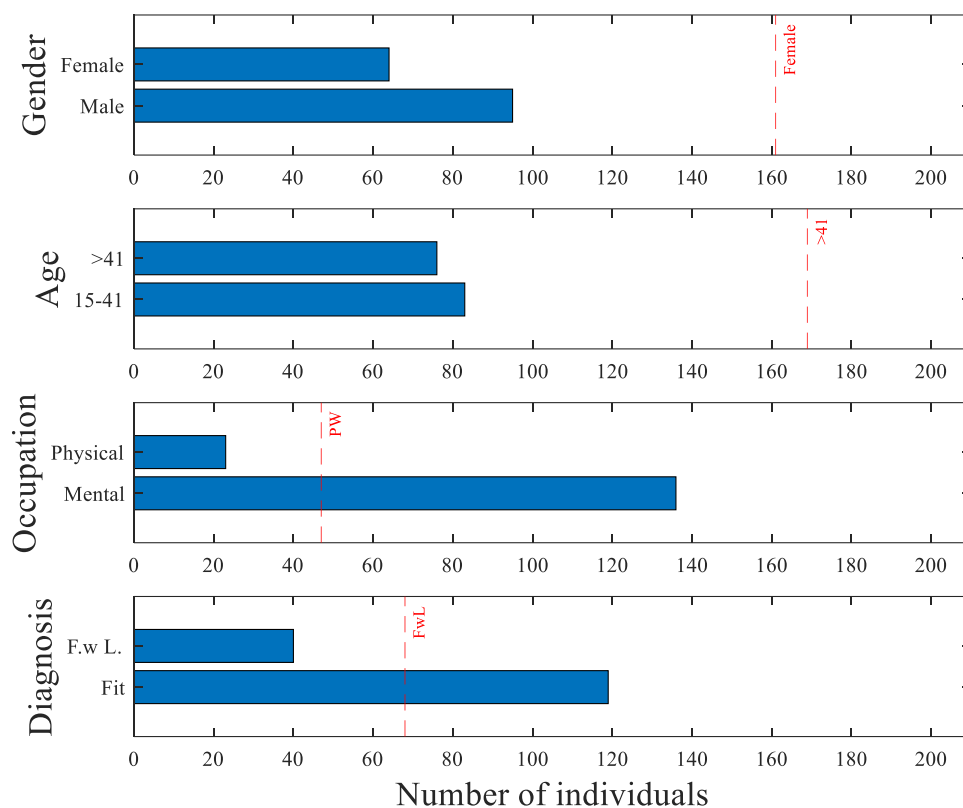 Gender
Female
Male
Female
0 20 40 60 80 100 120 140 160 180 200
Age
>41
15-41
>41
0 20 40 60 80 100 120 140 160 180 200
Occupation
Physical
Mental
PW
0 20 40 60 80 100 120 140 160 180 200
Diagnosis
F.w L.
Fit
FwL
0 20 40 60 80 100 120 140 160 180 200
Number of individuals